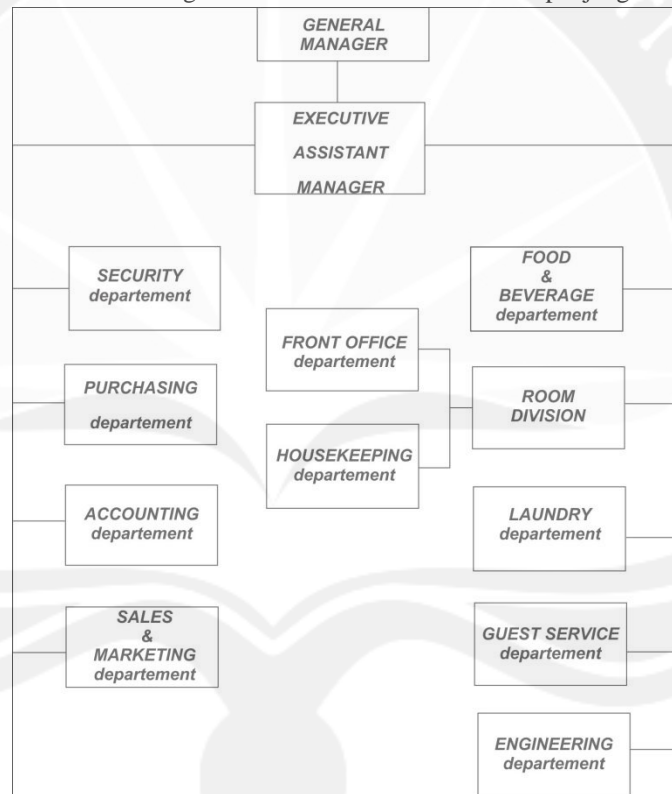 GENERAL
MANAGER
EXECUTIVE
ASSISTANT
MANAGER
SECURITY
departement
FOOD
&
BEVERAGE
departement
FRONT OFFICE
departement
PURCHASING
departement
ROOM
DIVISION
HOUSEKEEPING
departement
ACCOUNTING
departement
LAUNDRY
departement
SALES
&
MARKETING
departement
GUEST SERVICE
departement
ENGINEERING
departement